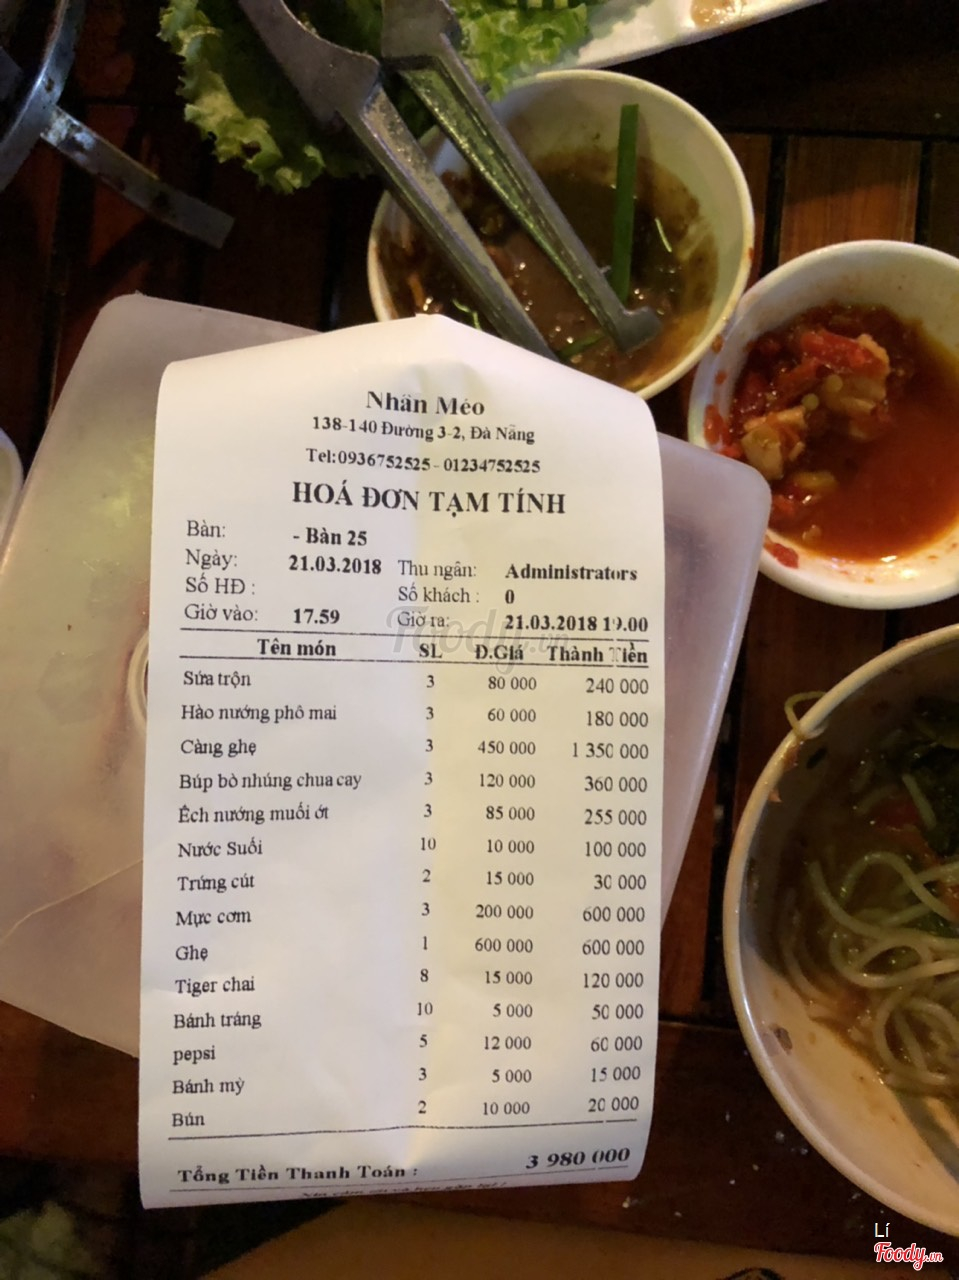 Nhân Mẻo
138-140 Đường 3-2, Đà Nẵng
Tel:0936752525 - 01234752525
HOÁ ĐƠN TẠM TÍNH
Bàn: - Bàn 25
Ngày: 21.03.2018 Thu ngân: Administrators
Số HĐ : Số khách : 0
Giờ vào: 17.59 Giờ ra: 21.03.2018 19.00
Foody.vn
Tên món SL Đ.Giá Thành Tiền
Sứa trộn 3 80 000 240 000
Hào nướng phô mai 3 60 000 180 000
Càng ghẹ 3 450 000 1 350 000
Búp bò nhúng chua cay 3 120 000 360 000
Êch nướng muối ớt 3 85 000 255 000
Nước Suối 10 10 000 100 000
Trứng cút 2 15 000 30 000
Mực cơm 3 200 000 600 000
Ghẹ 1 600 000 600 000
Tiger chai 8 15 000 120 000
Bánh tráng 10 5 000 50 000
pepsi 5 12 000 60 000
Bánh mỳ 3 5 000 15 000
Bún 2 10 000 20 000
Tổng Tiền Thanh Toán : 3 980 000
Lí
Foody.vn